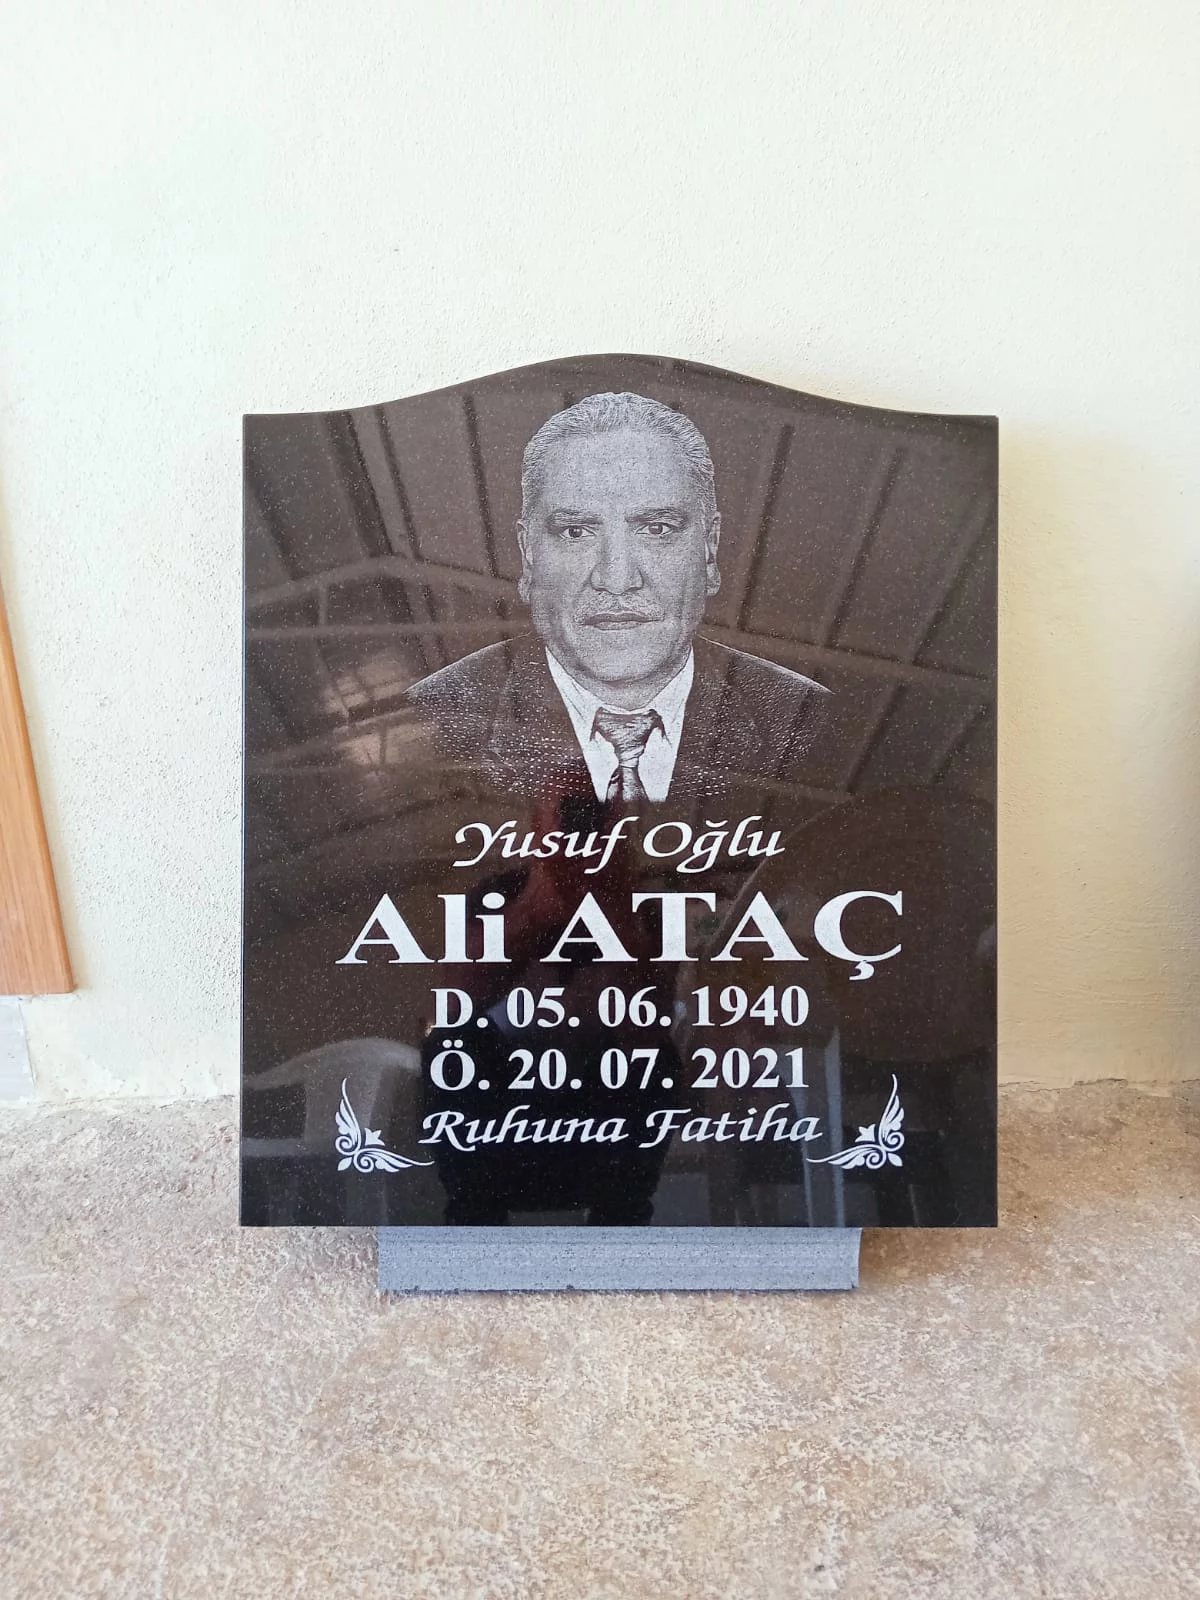 Yusuf Oğlu
Ali ATAÇ
D. 05. 06. 1940
Ö. 20. 07. 2021
Ruhuna Fatiha